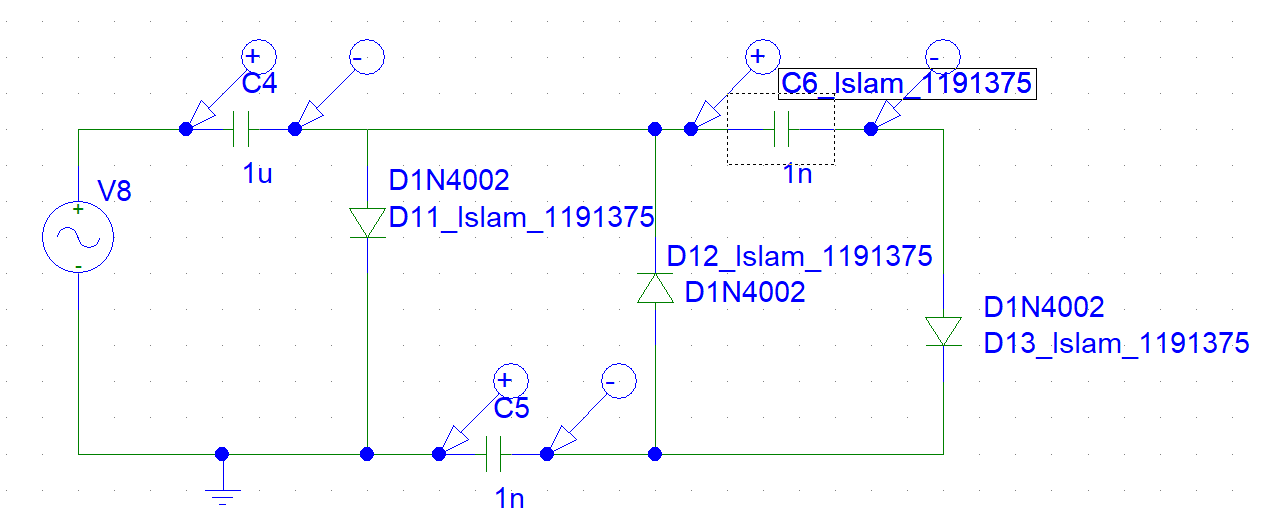 +
-
+
-
C4
C6_Islam_1191375
1u
1n
V8
+
-
D1N4002
D11_Islam_1191375
D12_Islam_1191375
D1N4002
D1N4002
D13_Islam_1191375
+
-
C5
1n